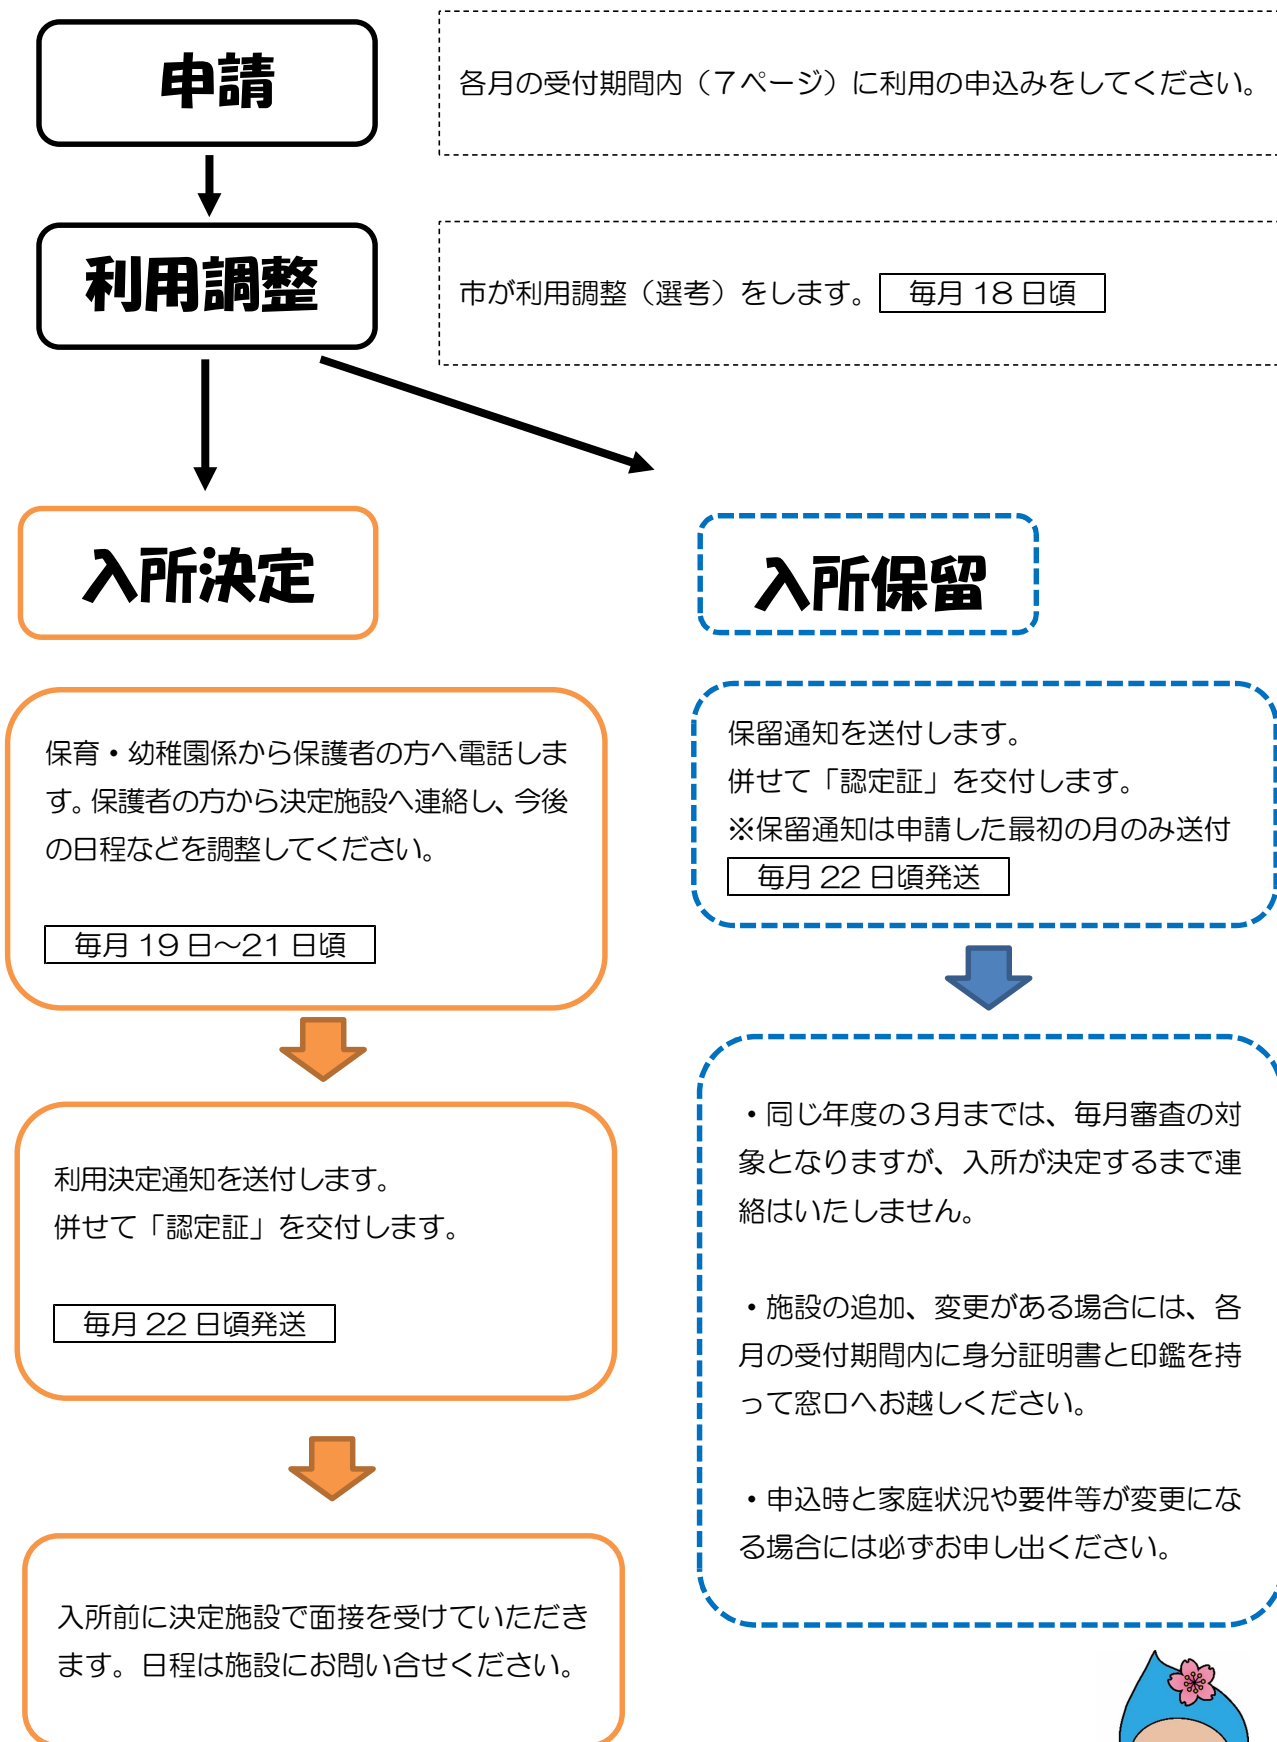 申請
各月の受付期間内（７ページ）に利用の申込みをしてください。
利用調整
市が利用調整（選考）をします。 毎月 18 日頃
入所決定
保育・幼稚園係から保護者の方へ電話しま
す。保護者の方から決定施設へ連絡し、今後
の日程などを調整してください。
毎月 19 日～21 日頃
利用決定通知を送付します。
併せて「認定証」を交付します。
毎月 22 日頃発送
入所前に決定施設で面接を受けていただき
ます。日程は施設にお問い合せください。
入所保留
保留通知を送付します。
併せて「認定証」を交付します。
※保留通知は申請した最初の月のみ送付
毎月 22 日頃発送
・同じ年度の３月までは、毎月審査の対
象となりますが、入所が決定するまで連
絡はいたしません。
・施設の追加、変更がある場合には、各
月の受付期間内に身分証明書と印鑑を持
って窓口へお越しください。
・申込時と家庭状況や要件等が変更にな
る場合には必ずお申し出ください。